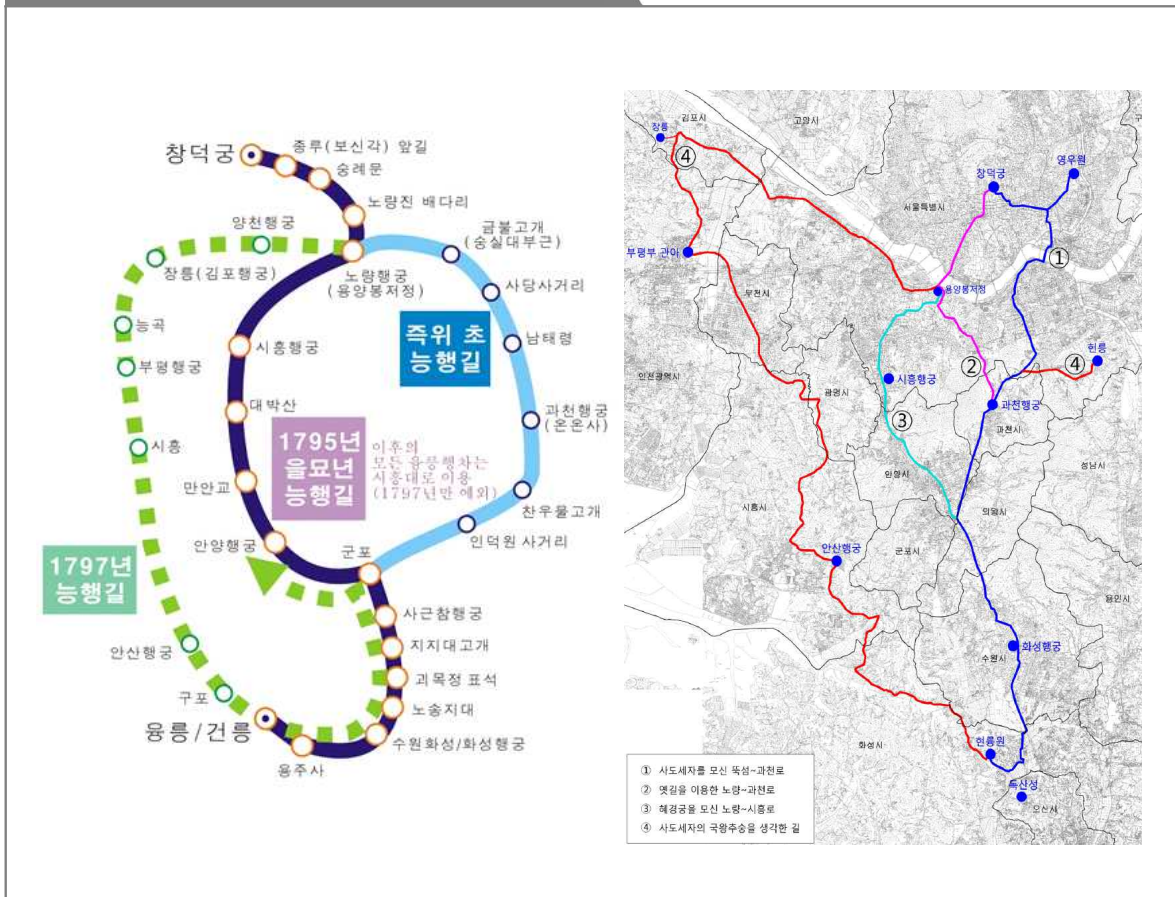 창덕궁
종루(보신각) 앞길
숭례문
노량진 배다리
양천행궁
장릉(김포행궁)
노량행궁
(용양봉저정)
금불고개
(숭실대부근)
사당사거리
능곡
즉위 초
능행길
남태령
시흥행궁
부평행궁
대박산
과천행궁
(온온사)
1795년
을묘년
능행길
이후의
모든 융릉행차는
시흥대로 이용
(1797년만 예외)
시흥
만안교
찬우물고개
인덕원 사거리
안양행궁
군포
1797년
능행길
사근참행궁
지지대고개
안산행궁
괴목정 표석
구포
노송지대
융릉/건릉
수원화성/화성행궁
용주사
장릉
김포시
고양시
④
창덕궁
영우원
서울특별시
부평부 관아
①
부천시
용양봉저정
헌릉
④
②
시흥행궁
인천광역시
광명시
과천행궁
③
과천시
성남시
안양시
시흥시
의왕시
안산행궁
군포시
용인시
화성행궁
수원시
화성시
현륭원
독산성
오산시
① 사도세자를 모신 뚝섬~과천로
② 옛길을 이용한 노량~과천로
③ 혜경궁을 모신 노량~시흥로
④ 사도세자의 국왕추숭을 생각한 길